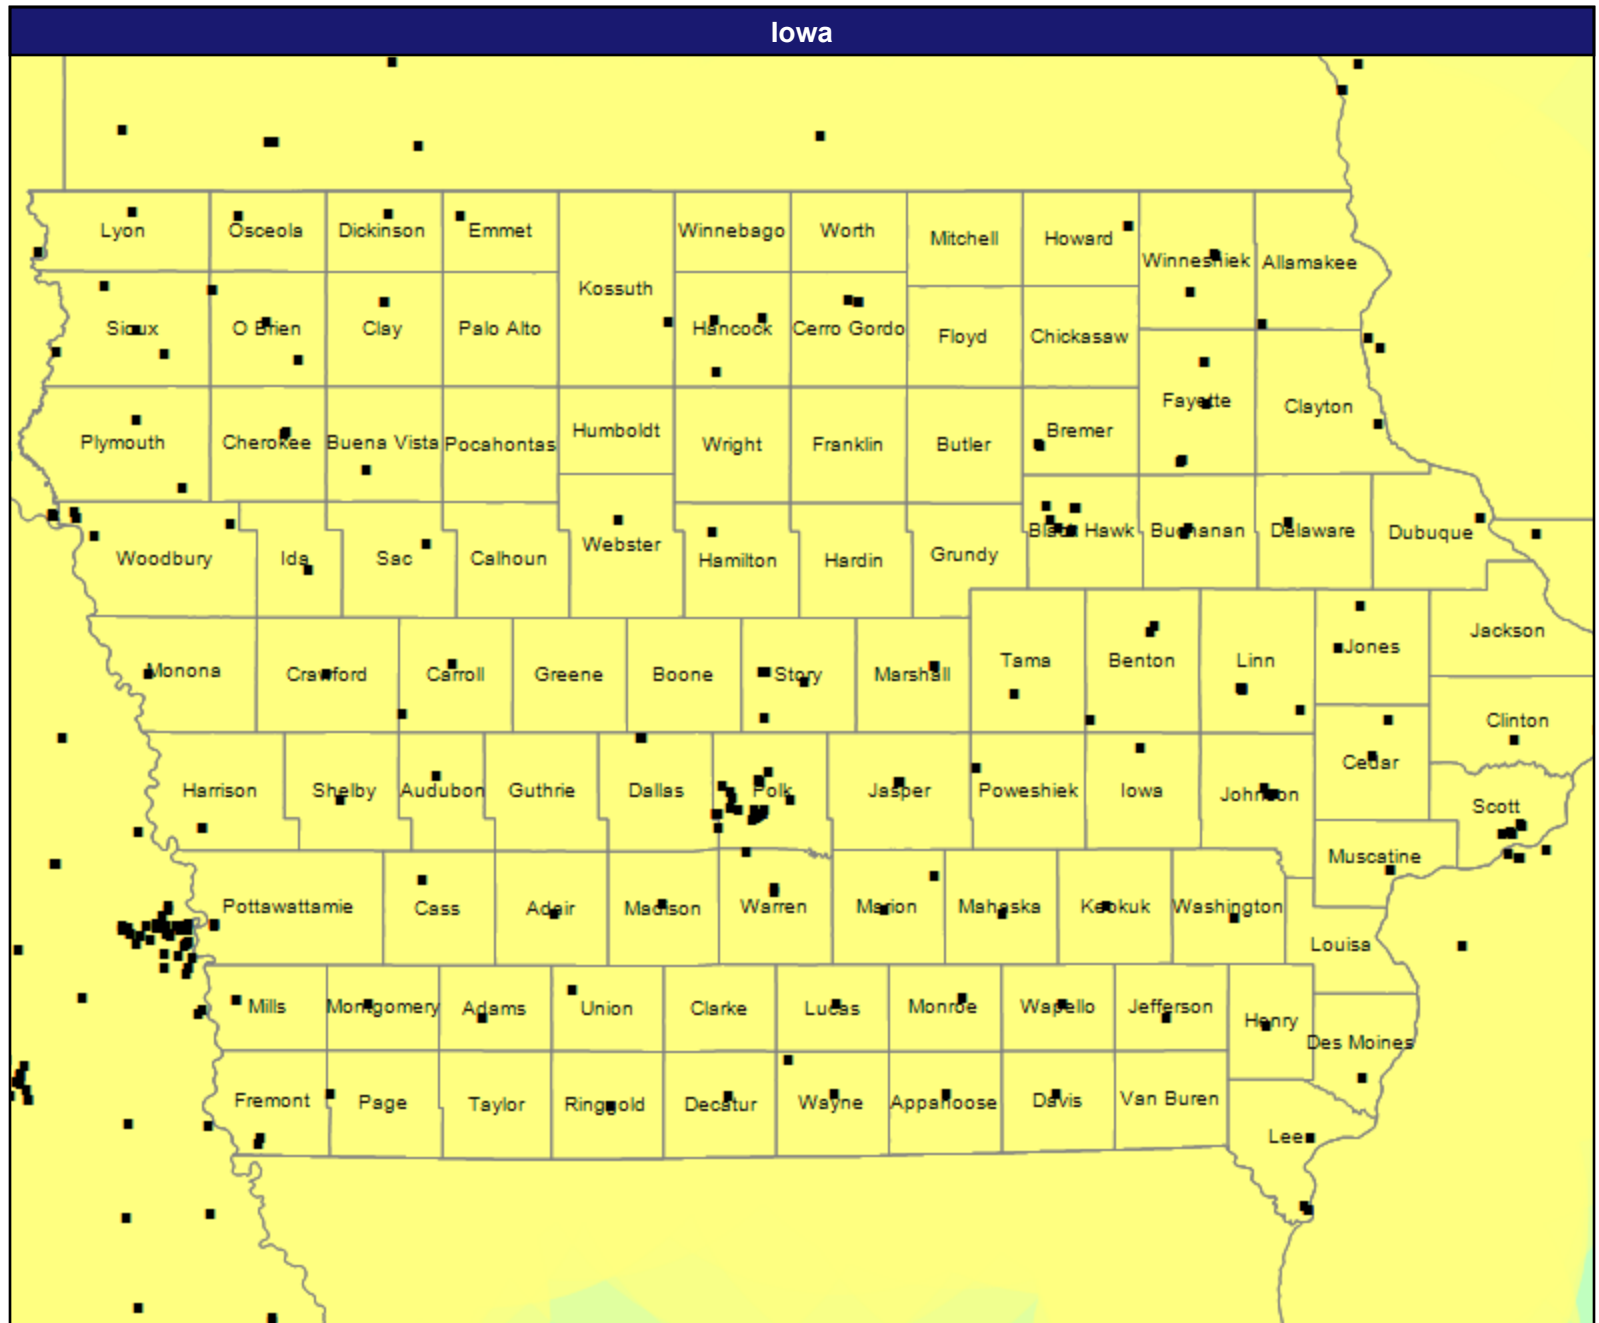 Iowa
Lyon
Osceola
Dickinson
Emmet
Winnebago
Worth
Mitchell
Howard
Winneshiek
Allamakee
Kossuth
Sioux
O Brien
Clay
Palo Alto
Hancock
Cerro Gordo
Floyd
Chickasaw
Fayette
Clayton
Plymouth
Cherokee
Buena Vista
Pocahontas
Humboldt
Wright
Franklin
Butler
Bremer
Black Hawk
Buchanan
Delaware
Dubuque
Woodbury
Ida
Sac
Calhoun
Webster
Hamilton
Hardin
Grundy
Jackson
Monona
Crawford
Carroll
Greene
Boone
Story
Marshall
Tama
Benton
Linn
Jones
Clinton
Cedar
Harrison
Shelby
Audubon
Guthrie
Dallas
Polk
Jasper
Poweshiek
Iowa
Johnson
Scott
Muscatine
Pottawattamie
Cass
Adair
Madison
Warren
Marion
Mahaska
Keokuk
Washington
Louisa
Mills
Montgomery
Adams
Union
Clarke
Lucas
Monroe
Wapello
Jefferson
Henry
Des Moines
Fremont
Page
Taylor
Ringgold
Decatur
Wayne
Appanoose
Davis
Van Buren
Lee